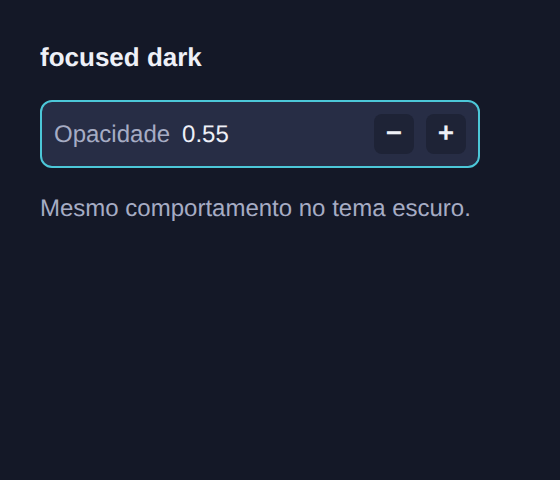 focused dark
Opacidade 0.55 − +
Mesmo comportamento no tema escuro.